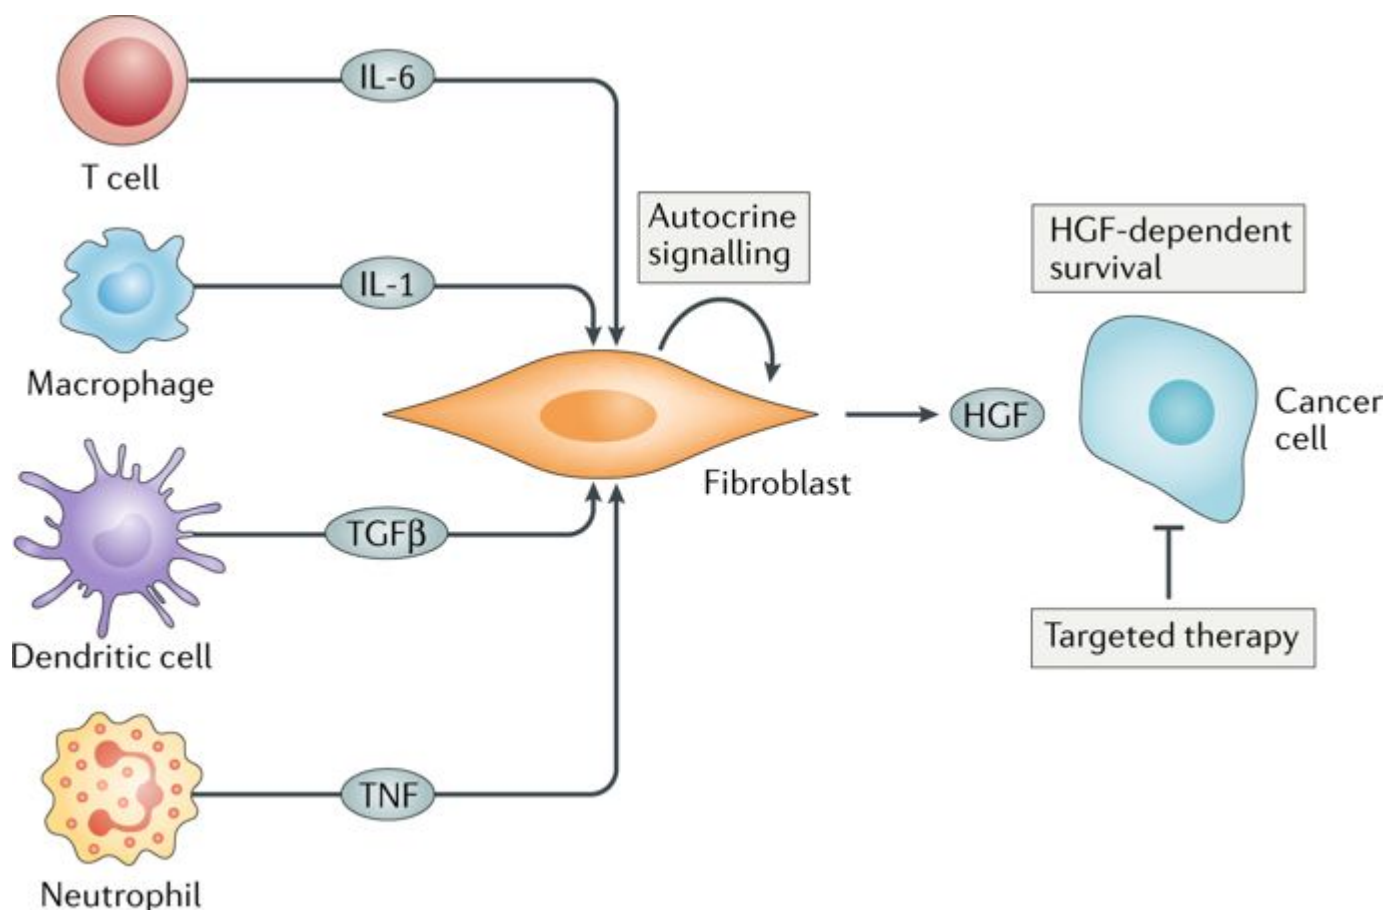 IL-6
T cell
Autocrine
signalling
HGF-dependent
survival
IL-1
Macrophage
HGF
Cancer
cell
Fibroblast
TGFβ
Dendritic cell
Targeted therapy
TNF
Neutrophil